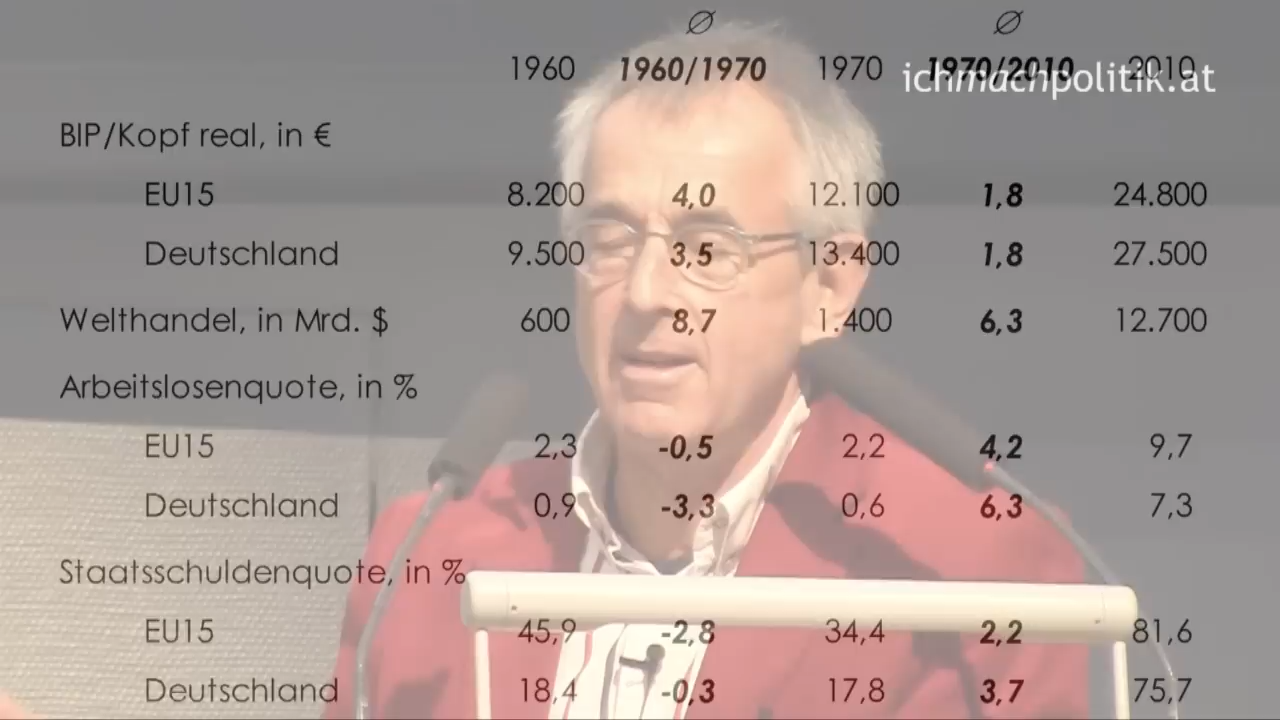 Ø Ø
1960 1960/1970 1970 1970/2010 2010
ichmachpolitik.at
BIP/Kopf real, in €
EU15 8.200 4,0 12.100 1,8 24.800
Deutschland 9.500 3,5 13.400 1,8 27.500
Welthandel, in Mrd. $ 600 8,7 1.400 6,3 12.700
Arbeitslosenquote, in %
EU15 2,3 -0,5 2,2 4,2 9,7
Deutschland 0,9 -3,3 0,6 6,3 7,3
Staatsschuldenquote, in %
EU15 45,9 -2,8 34,4 2,2 81,6
Deutschland 18,4 -0,3 17,8 3,7 75,7